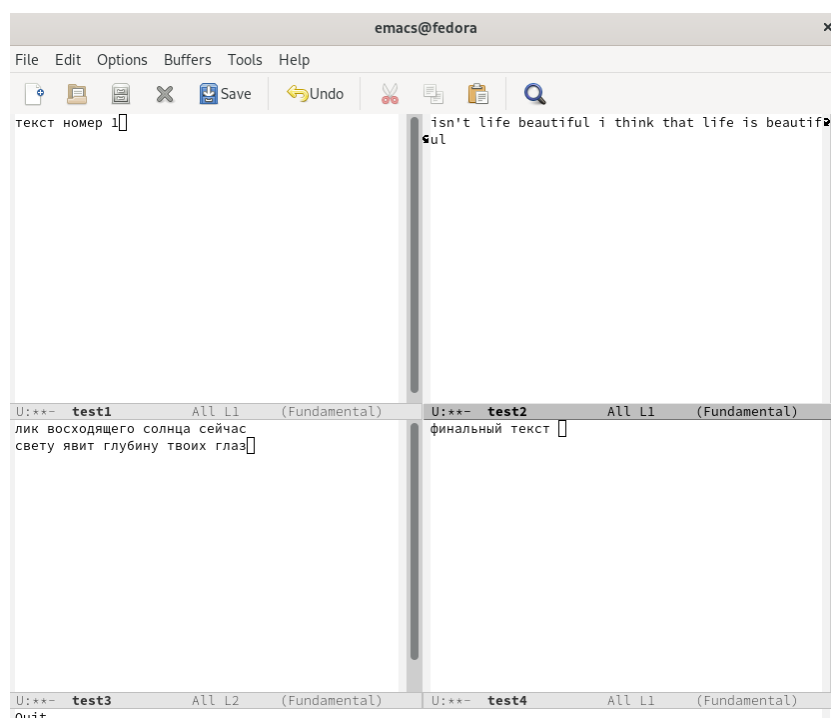 emacs@fedora
File Edit Options Buffers Tools Help
Save Undo
текст номер 1
U:**- test1 All L1 (Fundamental)
isn't life beautiful i think that life is beautif
ul
U:**- test2 All L1 (Fundamental)
лик восходящего солнца сейчас
свету явит глубину твоих глаз
U:**- test3 All L2 (Fundamental)
финальный текст
U:**- test4 All L1 (Fundamental)
Quit